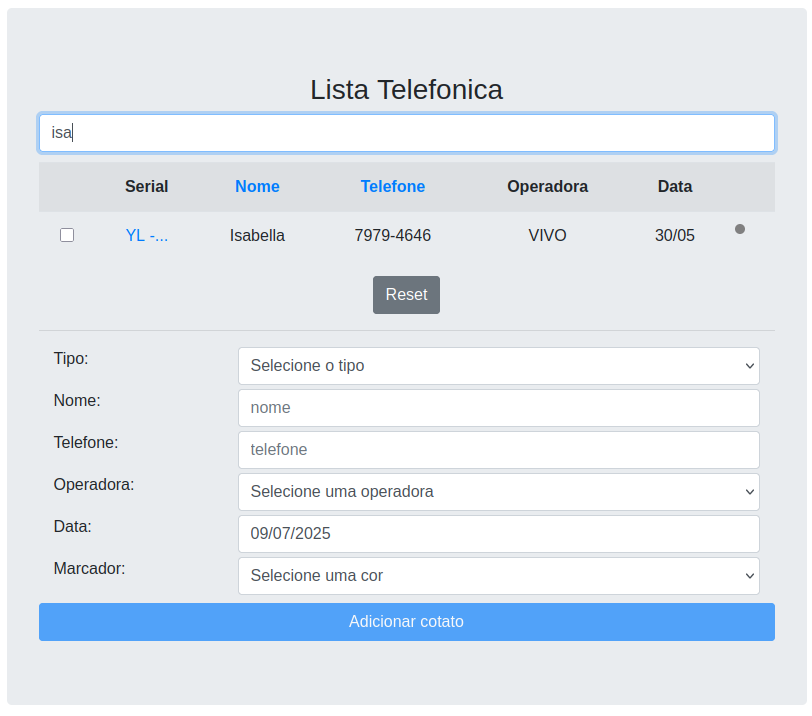 Lista Telefonica
isa
Serial Nome Telefone Operadora Data
YL -... Isabella 7979-4646 VIVO 30/05
Reset
Tipo: Selecione o tipo
Nome: nome
Telefone: telefone
Operadora: Selecione uma operadora
Data: 09/07/2025
Marcador: Selecione uma cor
Adicionar cotato